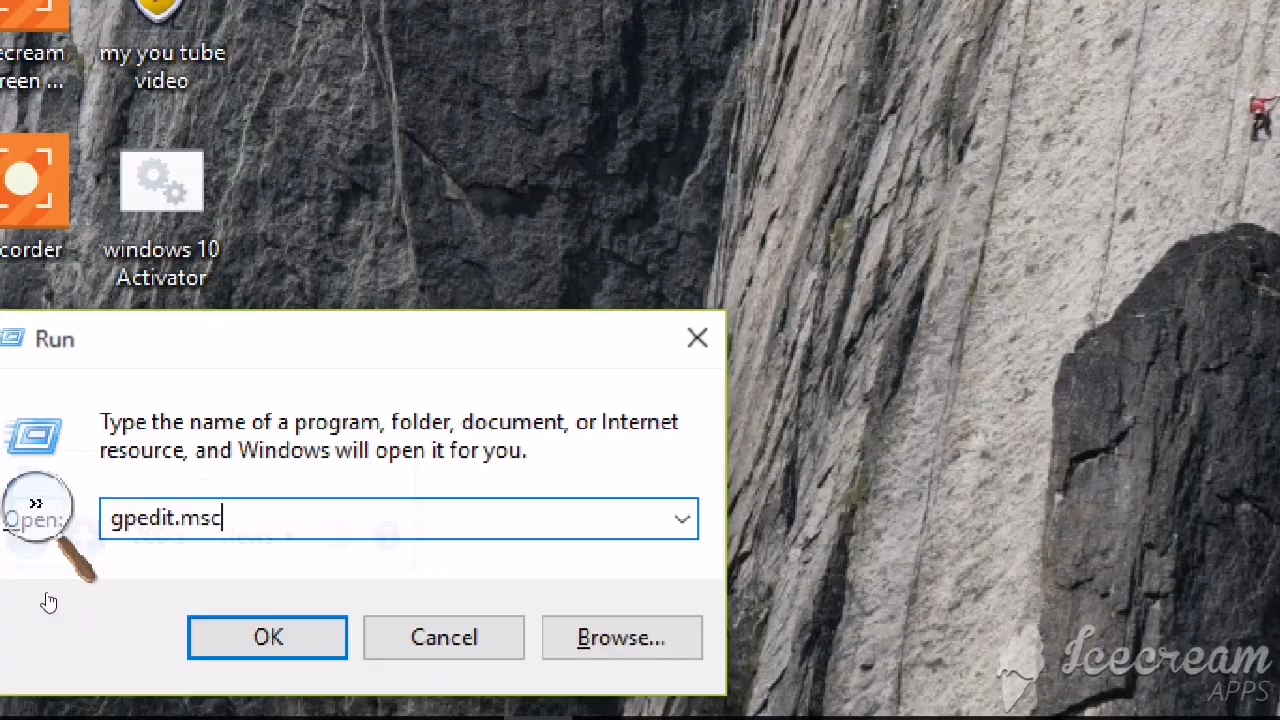 ecream
reen ...
my you tube
video
corder
windows 10
Activator
Run
Type the name of a program, folder, document, or Internet
resource, and Windows will open it for you.
Open:
gpedit.msc
OK
Cancel
Browse...
Icecream
APPS